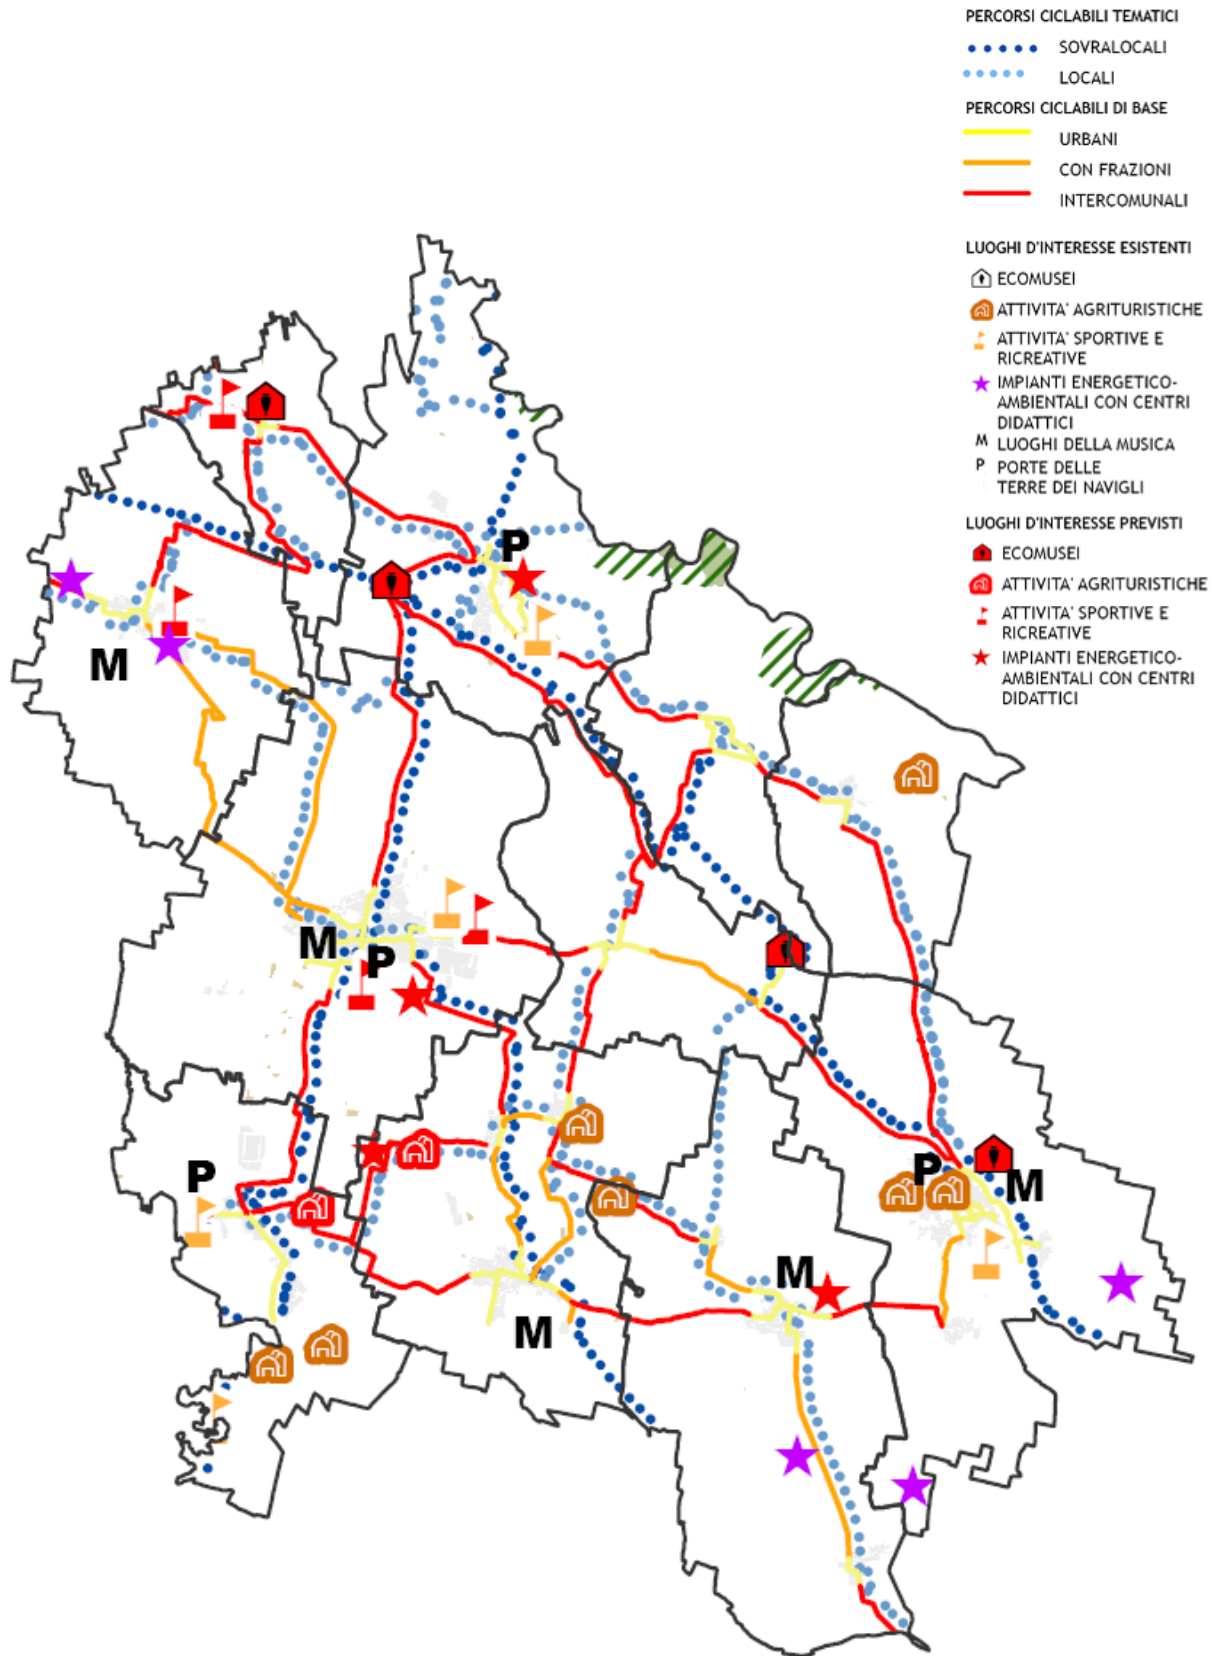 PERCORSI CICLABILI TEMATICI
SOVRALOCALI
LOCALI
PERCORSI CICLABILI DI BASE
URBANI
CON FRAZIONI
INTERCOMUNALI
LUOGHI D'INTERESSE ESISTENTI
ECOMUSEI
ATTIVITA' AGRITURISTICHE
ATTIVITA' SPORTIVE E
RICREATIVE
IMPIANTI ENERGETICO-
AMBIENTALI CON CENTRI
DIDATTICI
M LUOGHI DELLA MUSICA
P PORTE DELLE
TERRE DEI NAVIGLI
LUOGHI D'INTERESSE PREVISTI
ECOMUSEI
ATTIVITA' AGRITURISTICHE
ATTIVITA' SPORTIVE E
RICREATIVE
IMPIANTI ENERGETICO-
AMBIENTALI CON CENTRI
DIDATTICI
P
M
M
P
P
P
M
M
M